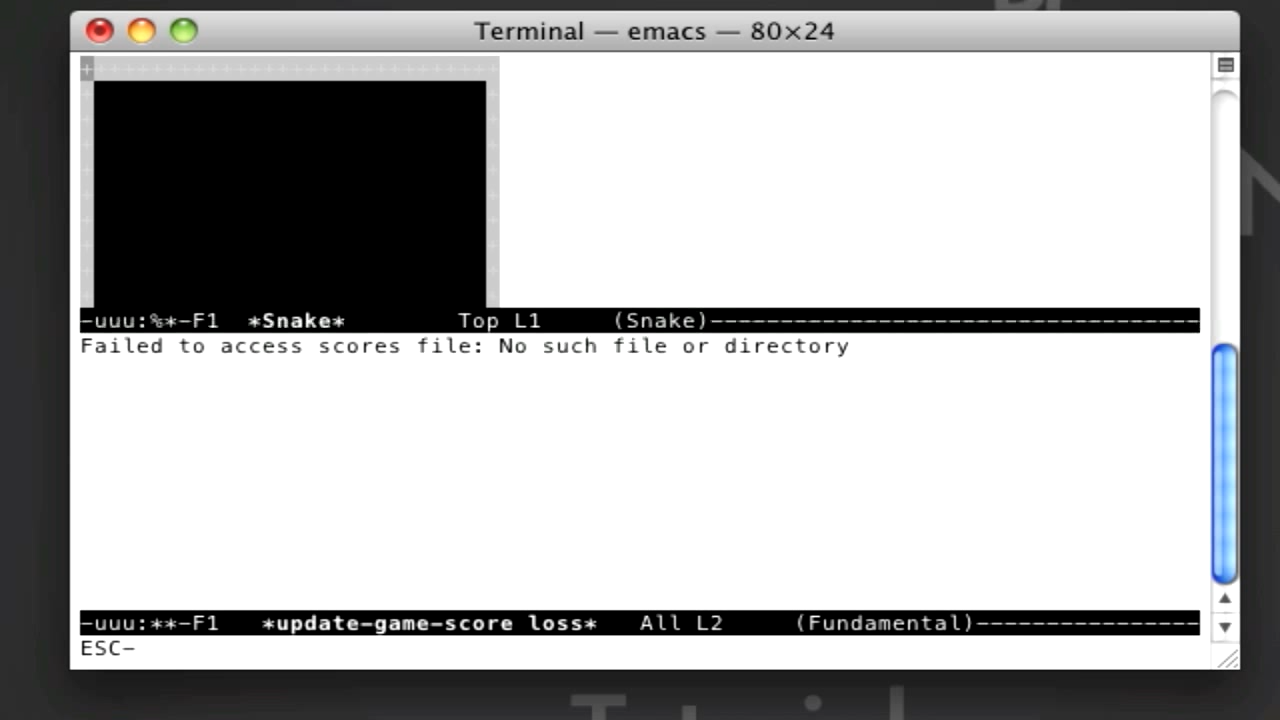 Terminal — emacs — 80×24
-uuu:%*-F1  *Snake*        Top L1     (Snake)-----------------------------------
Failed to access scores file: No such file or directory
-uuu:**-F1   *update-game-score loss*   All L2     (Fundamental)----------------
ESC-